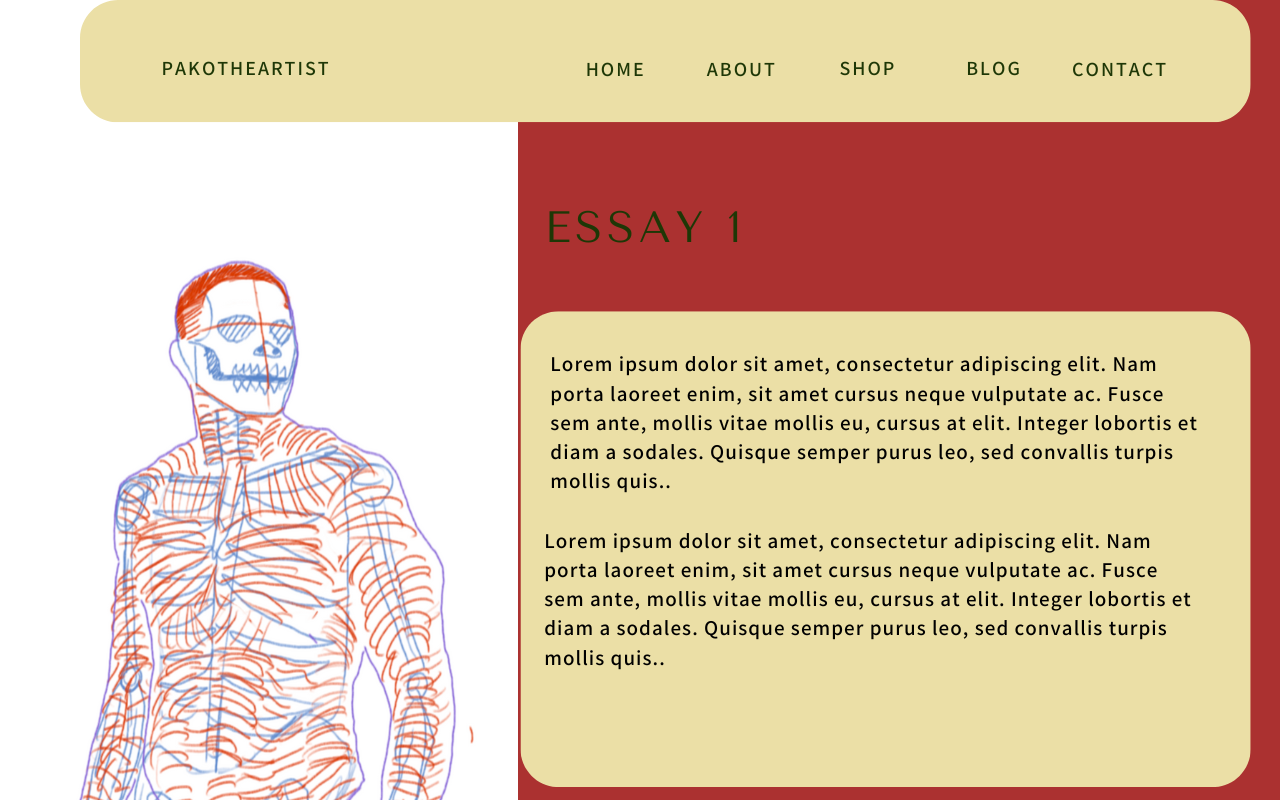 PAKOTHEARTIST HOME ABOUT SHOP BLOG CONTACT
ESSAY 1
Lorem ipsum dolor sit amet, consectetur adipiscing elit. Nam
porta laoreet enim, sit amet cursus neque vulputate ac. Fusce
sem ante, mollis vitae mollis eu, cursus at elit. Integer lobortis et
diam a sodales. Quisque semper purus leo, sed convallis turpis
mollis quis..
Lorem ipsum dolor sit amet, consectetur adipiscing elit. Nam
porta laoreet enim, sit amet cursus neque vulputate ac. Fusce
sem ante, mollis vitae mollis eu, cursus at elit. Integer lobortis et
diam a sodales. Quisque semper purus leo, sed convallis turpis
mollis quis..